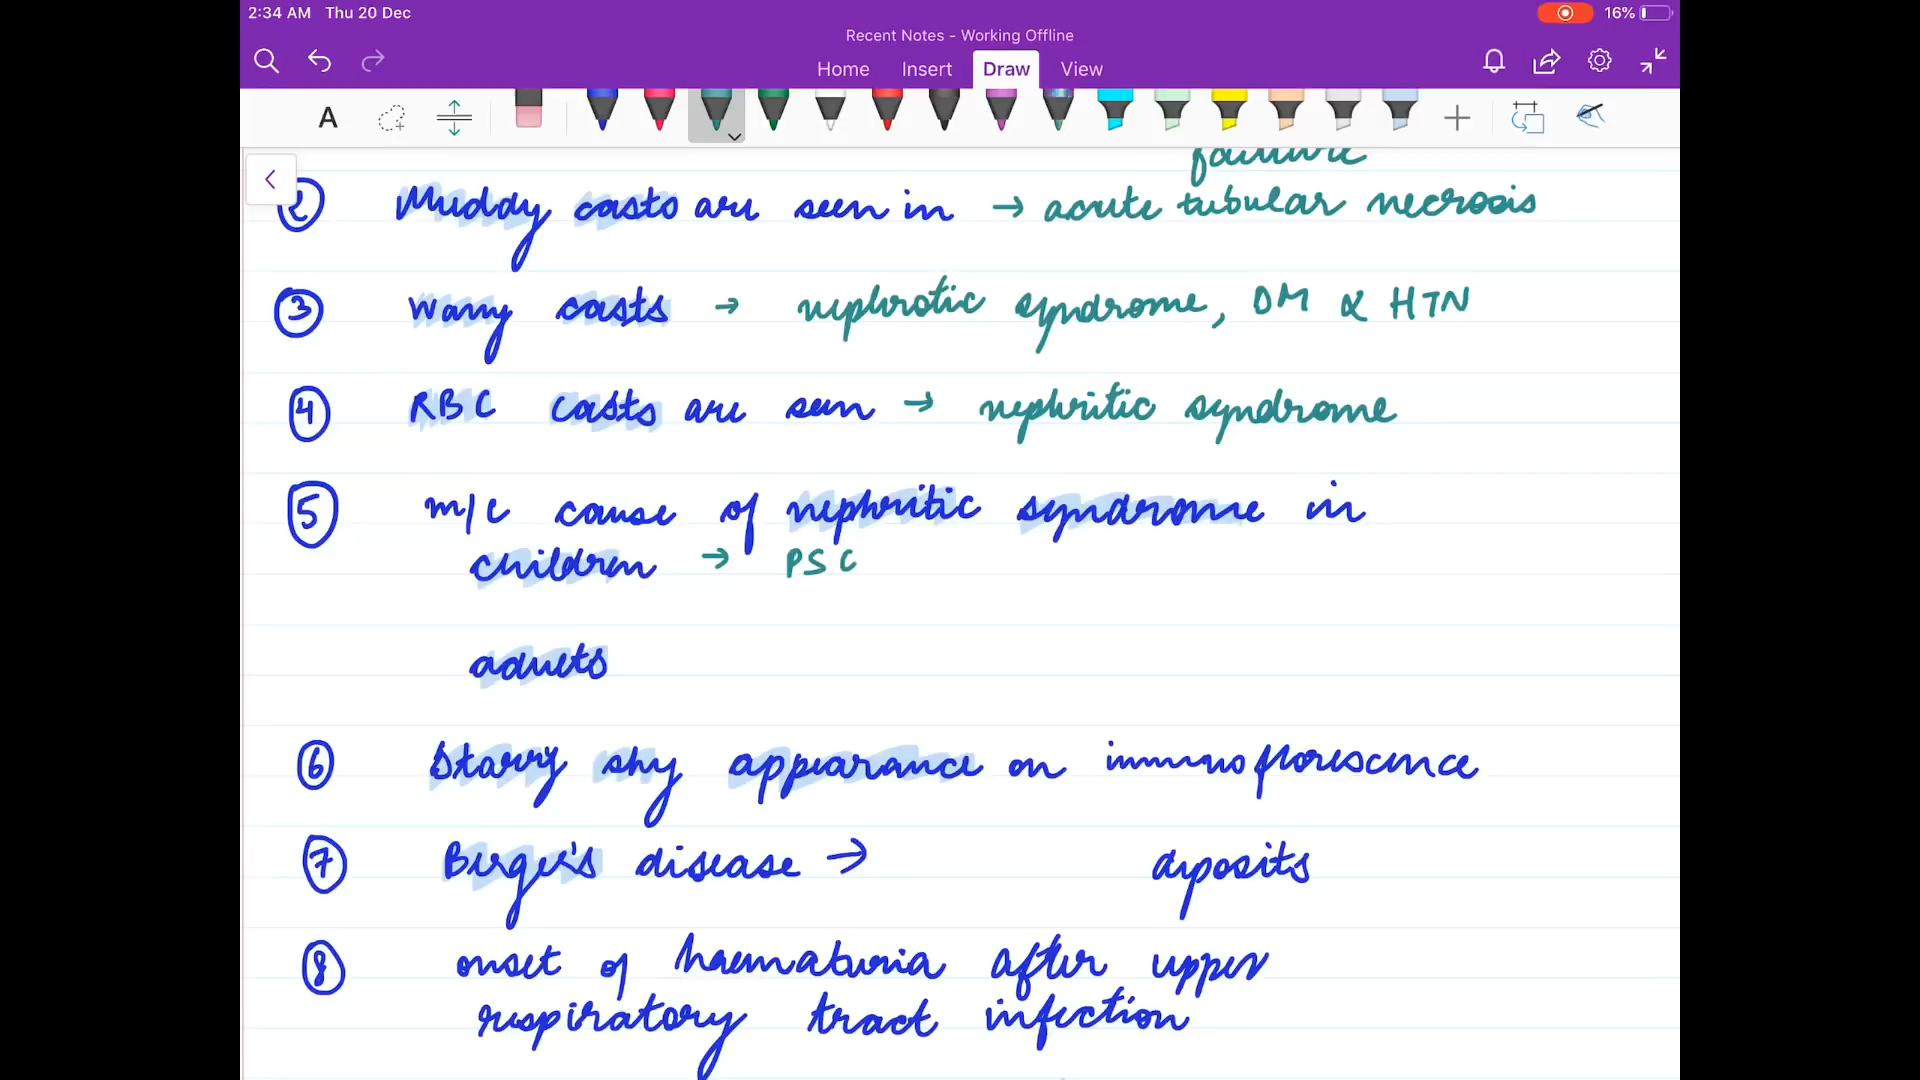 2:34 AM Thu 20 Dec
16%
Recent Notes - Working Offline
Home Insert Draw View
A
failure
2 Muddy casts are seen in → acute tubular necrosis
3 Waxy casts → nephrotic syndrome, DM & HTN
4 RBC casts are seen → nephritic syndrome
5 m/c cause of nephritic syndrome in
children → PSC
adults
6 Starry sky appearance on immunoflorescence
7 Berger's disease → deposits
8 onset of haematuria after upper
respiratory tract infection